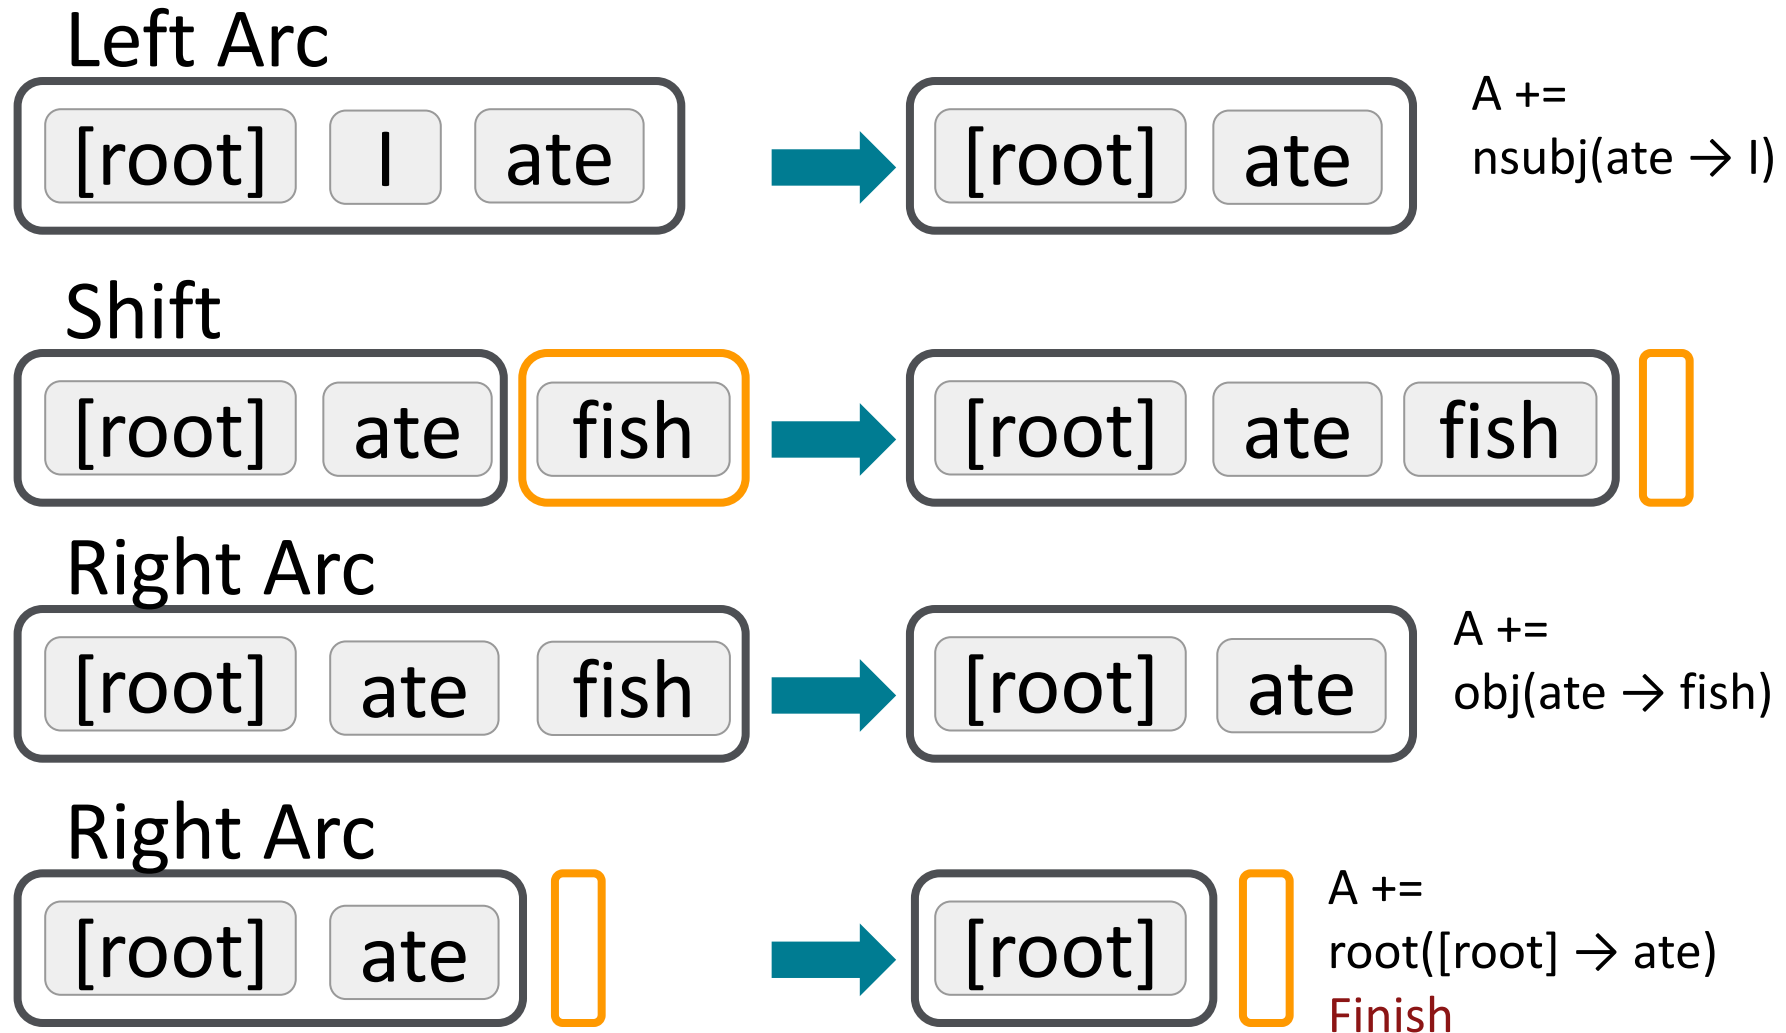 Left Arc
[root] I ate [root] ate
A +=
nsubj(ate → I)
Shift
[root] ate fish [root] ate fish
Right Arc
[root] ate fish [root] ate
A +=
obj(ate → fish)
Right Arc
[root] ate [root]
A +=
root([root] → ate)
Finish